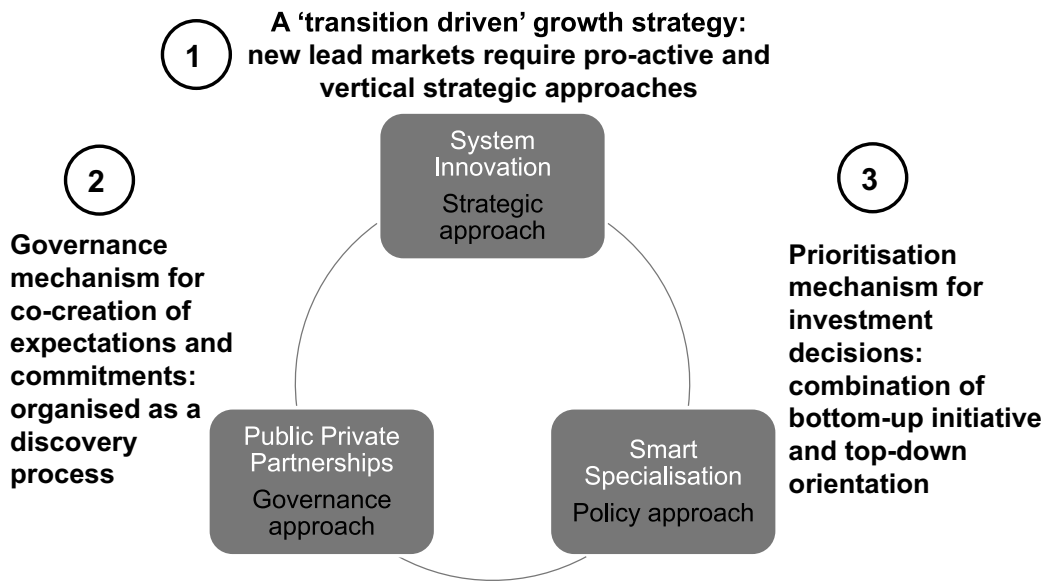 1
A ‘transition driven’ growth strategy:
new lead markets require pro-active and
vertical strategic approaches
System
Innovation
Strategic
approach
2
Governance
mechanism for
co-creation of
expectations and
commitments:
organised as a
discovery
process
Public Private
Partnerships
Governance
approach
Smart
Specialisation
Policy approach
3
Prioritisation
mechanism for
investment
decisions:
combination of
bottom-up initiative
and top-down
orientation